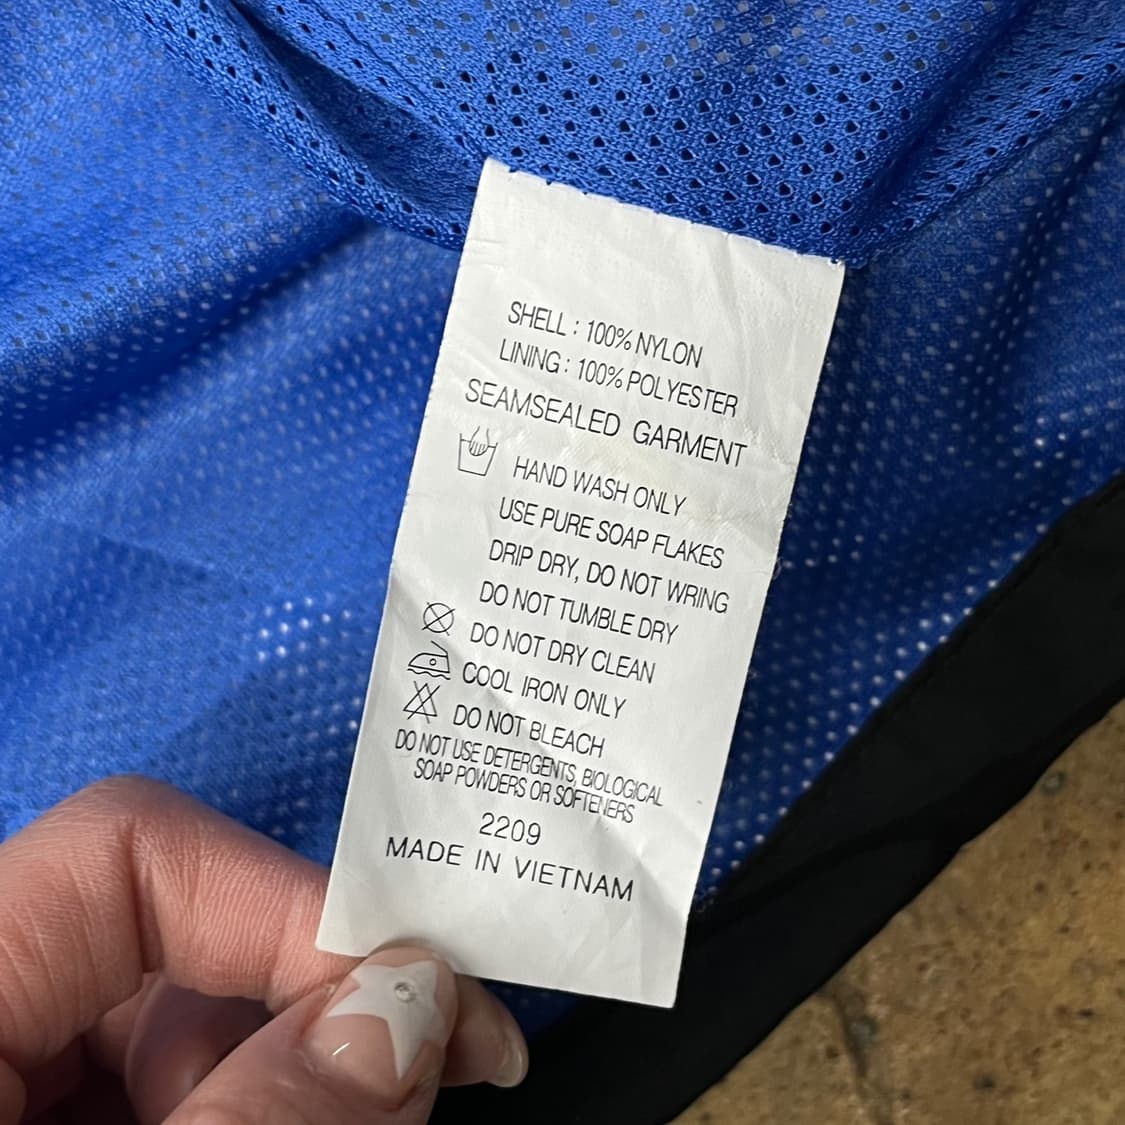 SHELL : 100% NYLON
LINING : 100% POLYESTER
SEAMSEALED GARMENT
HAND WASH ONLY
USE PURE SOAP FLAKES
DRIP DRY, DO NOT WRING
DO NOT TUMBLE DRY
DO NOT DRY CLEAN
COOL IRON ONLY
DO NOT BLEACH
DO NOT USE DETERGENTS, BIOLOGICAL
SOAP POWDERS OR SOFTENERS
2209
MADE IN VIETNAM